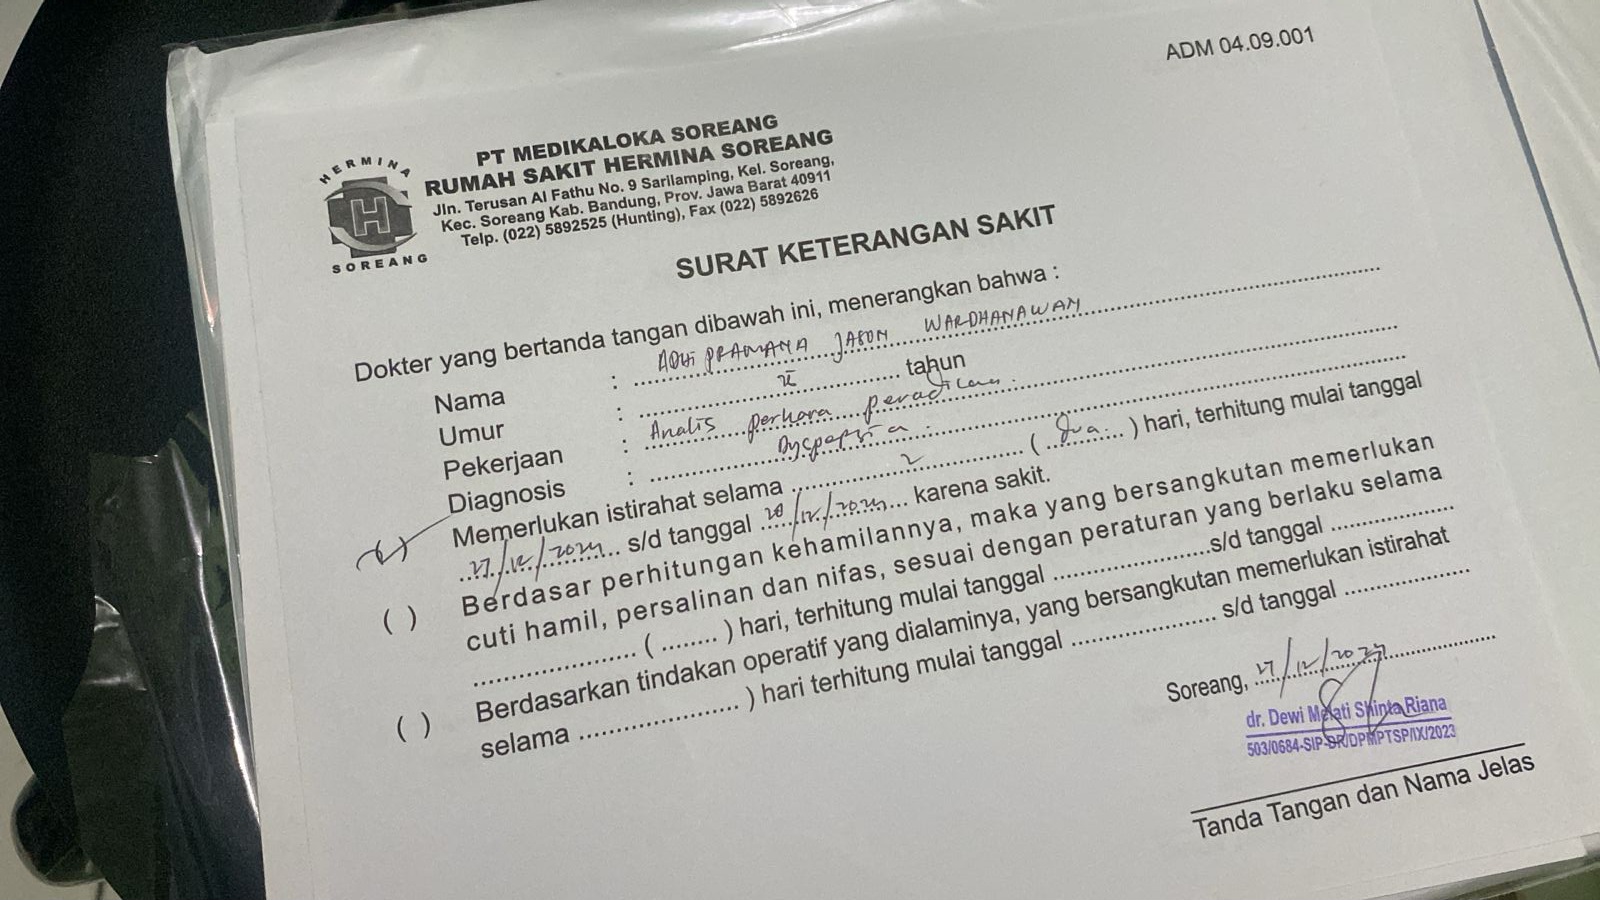 ADM 04.09.001
HERMINA
H
SOREANG
PT MEDIKALOKA SOREANG
RUMAH SAKIT HERMINA SOREANG
Jln. Terusan Al Fathu No. 9 Sarilamping, Kel. Soreang,
Kec. Soreang Kab. Bandung, Prov. Jawa Barat 40911
Telp. (022) 5892525 (Hunting), Fax (022) 5892626
SURAT KETERANGAN SAKIT
Dokter yang bertanda tangan dibawah ini, menerangkan bahwa :
Nama : ADHI PRAMANA JASON WARDHANAWAN
Umur : ........ tahun
Pekerjaan : Analis perkara peradilan.
Diagnosis : Dyspepsia.
Memerlukan istirahat selama 2 ( dua ) hari, terhitung mulai tanggal
27/12/2024 s/d tanggal 28/12/2024 karena sakit.
( ) Berdasar perhitungan kehamilannya, maka yang bersangkutan memerlukan
cuti hamil, persalinan dan nifas, sesuai dengan peraturan yang berlaku selama
........ ( ........ ) hari, terhitung mulai tanggal ........ s/d tanggal ........
( ) Berdasarkan tindakan operatif yang dialaminya, yang bersangkutan memerlukan istirahat
selama ........ ) hari terhitung mulai tanggal ........ s/d tanggal ........
Soreang, 27/12/2024
dr. Dewi Melati Shinta Riana
503/0684-SIP-DR/DPMPTSP/IX/2023
Tanda Tangan dan Nama Jelas